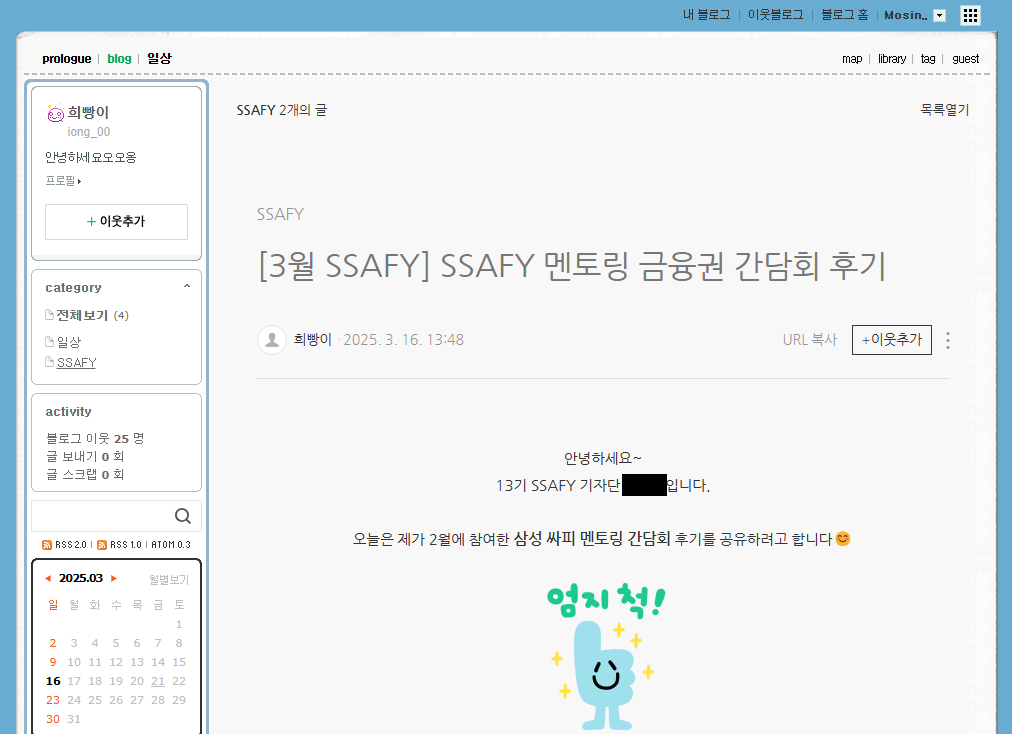 내 블로그 | 이웃블로그 | 블로그 홈 | Mosin..
prologue | blog | 일상
map | library | tag | guest
희빵이
iong_00
안녕하세요오오옹
프로필
+ 이웃추가
category
전체보기 (4)
일상
SSAFY
activity
블로그 이웃 25 명
글 보내기 0 회
글 스크랩 0 회
RSS 2.0 | RSS 1.0 | ATOM 0.3
2025.03 월별보기
일 월 화 수 목 금 토
1
2 3 4 5 6 7 8
9 10 11 12 13 14 15
16 17 18 19 20 21 22
23 24 25 26 27 28 29
30 31
SSAFY 2개의 글
목록열기
SSAFY
[3월 SSAFY] SSAFY 멘토링 금융권 간담회 후기
희빵이 · 2025. 3. 16. 13:48
URL 복사 +이웃추가
안녕하세요~
13기 SSAFY 기자단 입니다.
오늘은 제가 2월에 참여한 삼성 싸피 멘토링 간담회 후기를 공유하려고 합니다😊
엄지척!